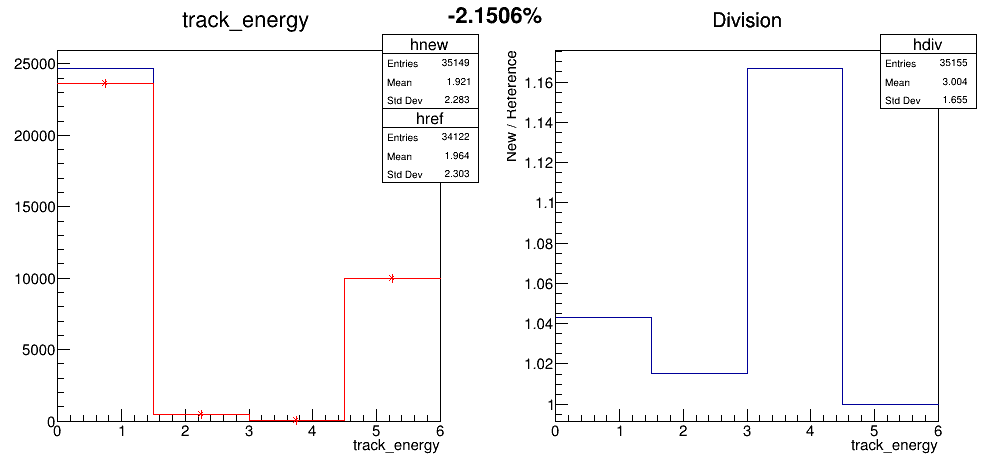 track_energy
-2.1506%
Division
hnew
Entries 35149
Mean 1.921
Std Dev 2.283
href
Entries 34122
Mean 1.964
Std Dev 2.303
25000
20000
15000
10000
5000
0
0 1 2 3 4 5 6
track_energy
hdiv
Entries 35155
Mean 3.004
Std Dev 1.655
New / Reference
1.16
1.14
1.12
1.1
1.08
1.06
1.04
1.02
1
0 1 2 3 4 5 6
track_energy